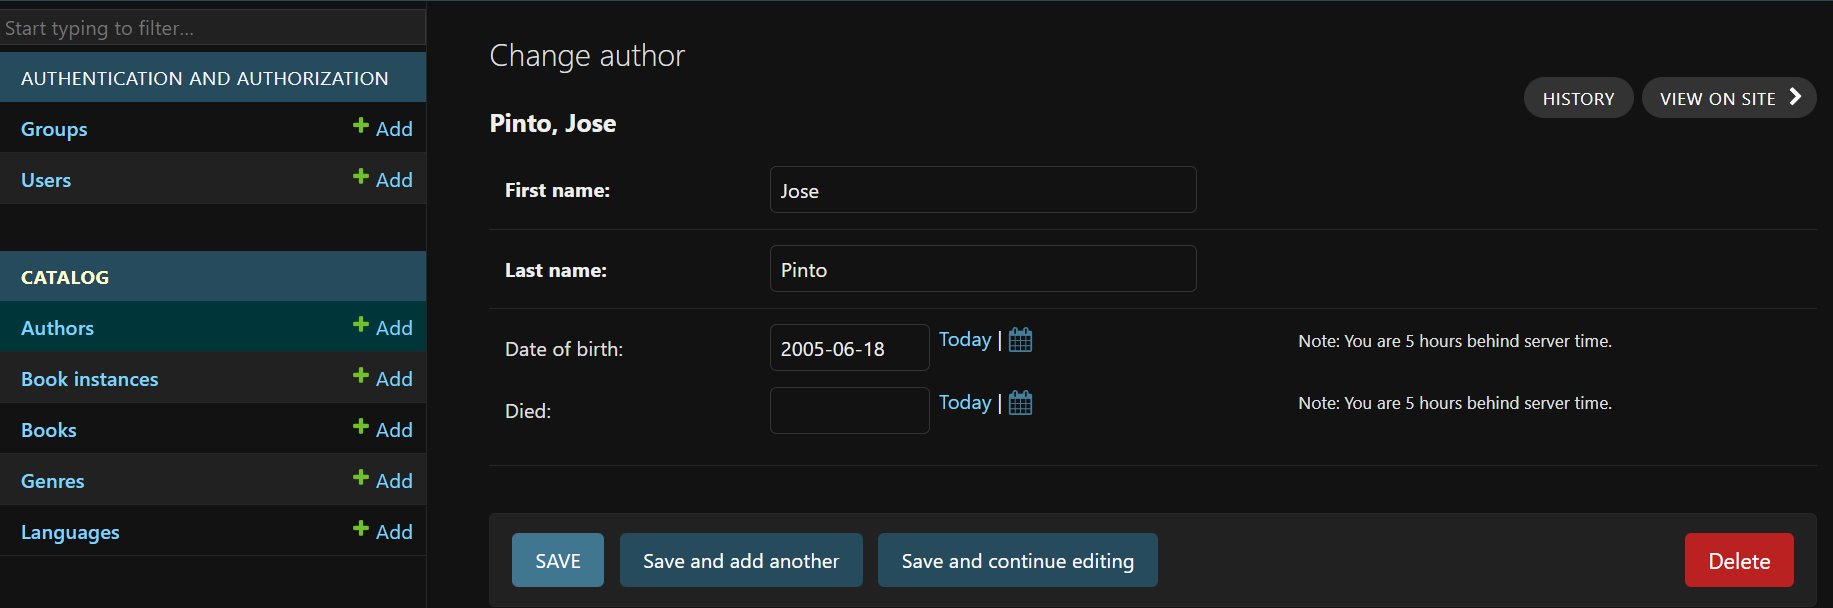 Start typing to filter...
AUTHENTICATION AND AUTHORIZATION
Groups Add
Users Add
CATALOG
Authors Add
Book instances Add
Books Add
Genres Add
Languages Add
Change author
HISTORY VIEW ON SITE
Pinto, Jose
First name: Jose
Last name: Pinto
Date of birth: 2005-06-18 Today | Note: You are 5 hours behind server time.
Died: Today | Note: You are 5 hours behind server time.
SAVE Save and add another Save and continue editing Delete